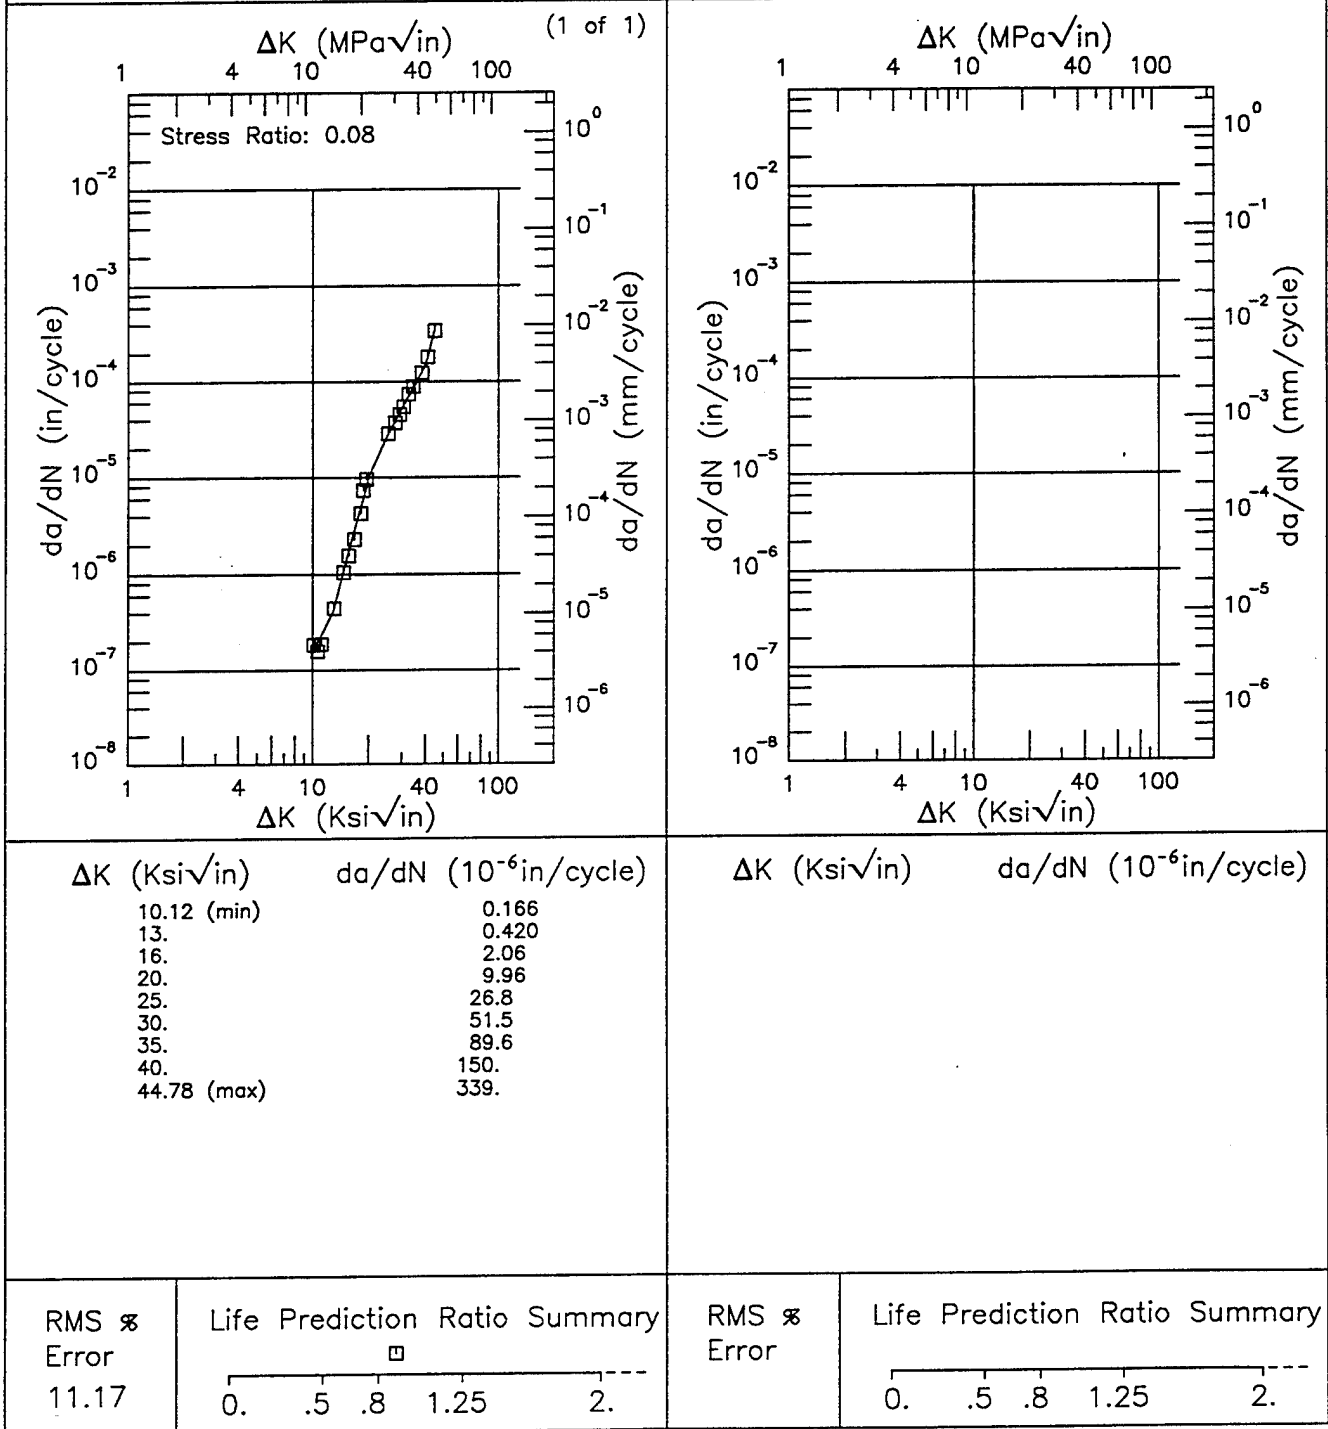 (1 of 1)
ΔK (MPa√in)
1 4 10 40 100
Stress Ratio: 0.08
da/dN (in/cycle)
10⁻²
10⁻³
10⁻⁴
10⁻⁵
10⁻⁶
10⁻⁷
10⁻⁸
10⁰
10⁻¹
10⁻²
10⁻³
10⁻⁴
10⁻⁵
10⁻⁶
da/dN (mm/cycle)
1 4 10 40 100
ΔK (Ksi√in)
ΔK (MPa√in)
1 4 10 40 100
da/dN (in/cycle)
10⁻²
10⁻³
10⁻⁴
10⁻⁵
10⁻⁶
10⁻⁷
10⁻⁸
10⁰
10⁻¹
10⁻²
10⁻³
10⁻⁴
10⁻⁵
10⁻⁶
da/dN (mm/cycle)
1 4 10 40 100
ΔK (Ksi√in)
ΔK (Ksi√in) da/dN (10⁻⁶in/cycle)
10.12 (min) 0.166
13. 0.420
16. 2.06
20. 9.96
25. 26.8
30. 51.5
35. 89.6
40. 150.
44.78 (max) 339.
ΔK (Ksi√in) da/dN (10⁻⁶in/cycle)
RMS %
Error
11.17
Life Prediction Ratio Summary
0. .5 .8 1.25 2.
RMS %
Error
Life Prediction Ratio Summary
0. .5 .8 1.25 2.